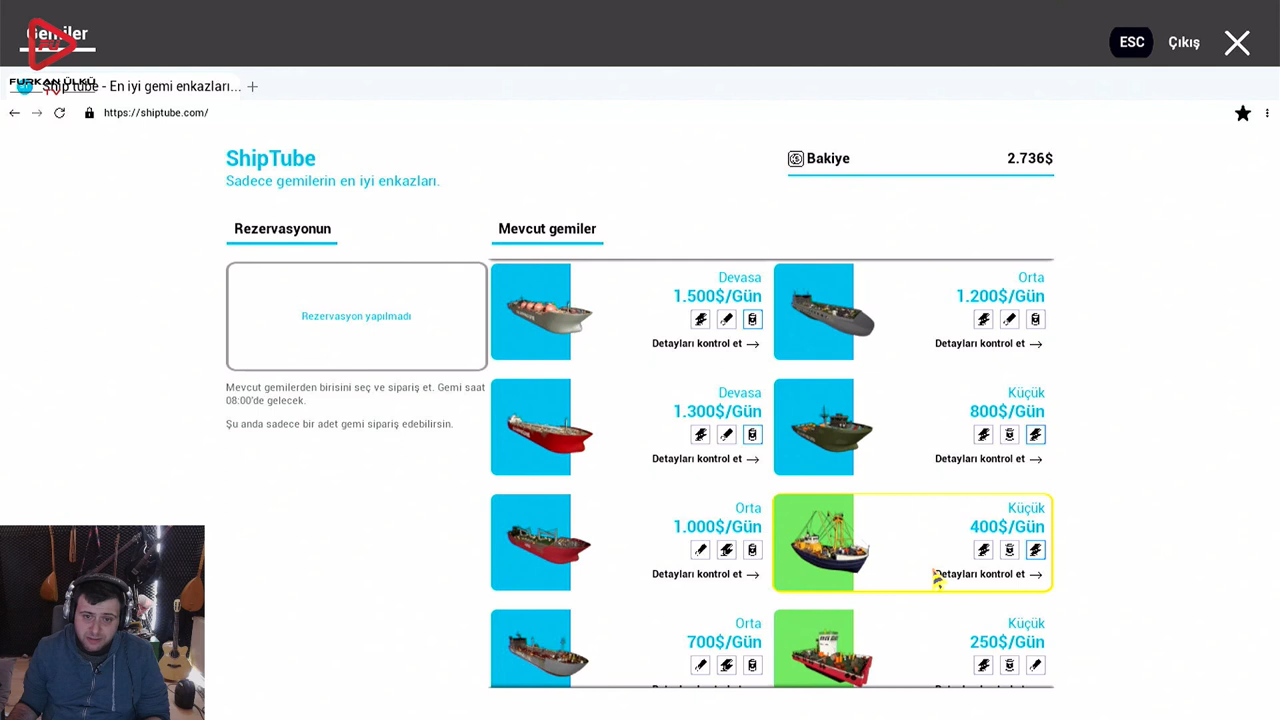 Gemiler
ESC
Çıkış
FURKAN ÜLKÜ
TV
Ship tube - En iyi gemi enkazları...
https://shiptube.com/
ShipTube
Sadece gemilerin en iyi enkazları.
Bakiye
2.736$
Rezervasyonun
Mevcut gemiler
Rezervasyon yapılmadı
Mevcut gemilerden birisini seç ve sipariş et. Gemi saat
08:00'de gelecek.
Şu anda sadece bir adet gemi sipariş edebilirsin.
Devasa
1.500$/Gün
Detayları kontrol et
Orta
1.200$/Gün
Detayları kontrol et
Devasa
1.300$/Gün
Detayları kontrol et
Küçük
800$/Gün
Detayları kontrol et
Orta
1.000$/Gün
Detayları kontrol et
Küçük
400$/Gün
Detayları kontrol et
Orta
700$/Gün
Küçük
250$/Gün